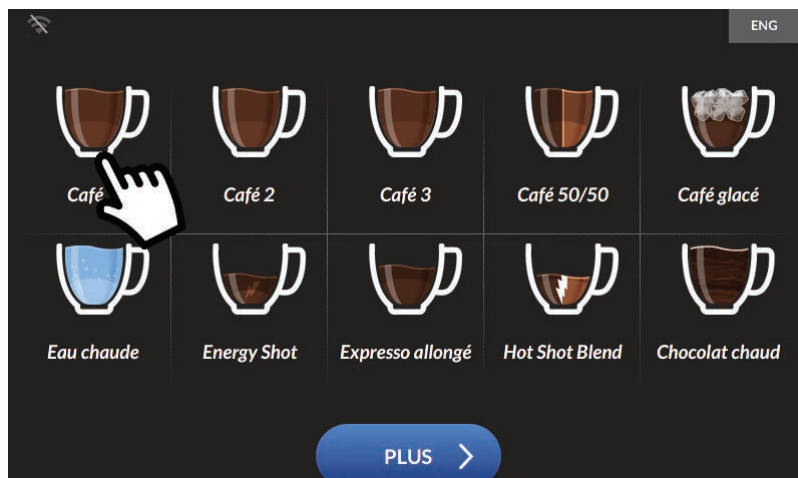 ENG
Café
Café 2
Café 3
Café 50/50
Café glacé
Eau chaude
Energy Shot
Expresso allongé
Hot Shot Blend
Chocolat chaud
PLUS